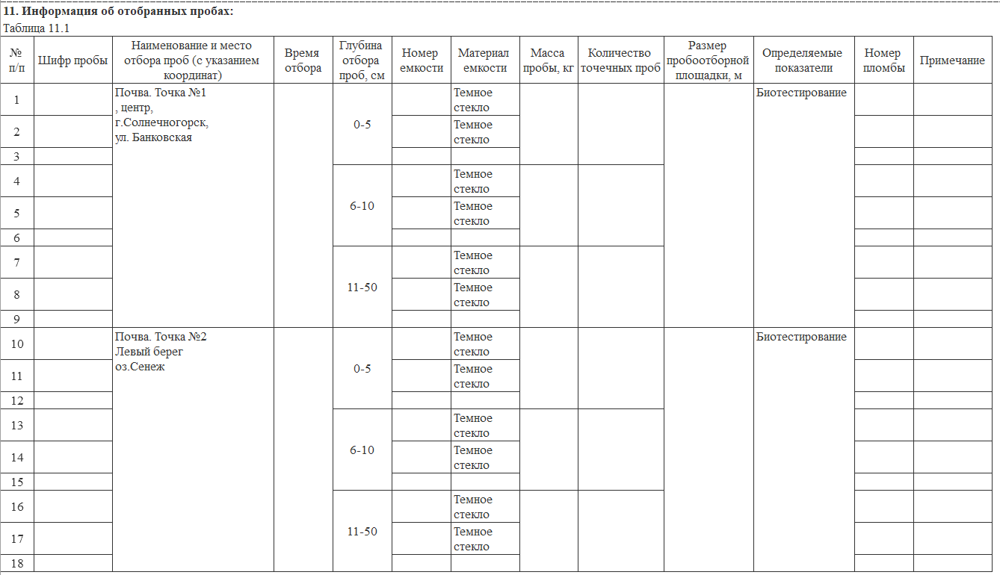 11. Информация об отобранных пробах:
Таблица 11.1
№ п/п
Шифр пробы
Наименование и место
отбора проб (с указанием
координат)
Время
отбора
Глубина
отбора
проб, см
Номер
емкости
Материал
емкости
Масса
пробы, кг
Количество
точечных проб
Размер
пробоотборной
площадки, м
Определяемые
показатели
Номер
пломбы
Примечание
1
Почва. Точка №1
, центр,
г.Солнечногорск,
ул. Банковская
0-5
Темное
стекло
Биотестирование
2
Темное
стекло
3
4
6-10
Темное
стекло
5
Темное
стекло
6
7
11-50
Темное
стекло
8
Темное
стекло
9
10
Почва. Точка №2
Левый берег
оз.Сенеж
0-5
Темное
стекло
Биотестирование
11
Темное
стекло
12
13
6-10
Темное
стекло
14
Темное
стекло
15
16
11-50
Темное
стекло
17
Темное
стекло
18